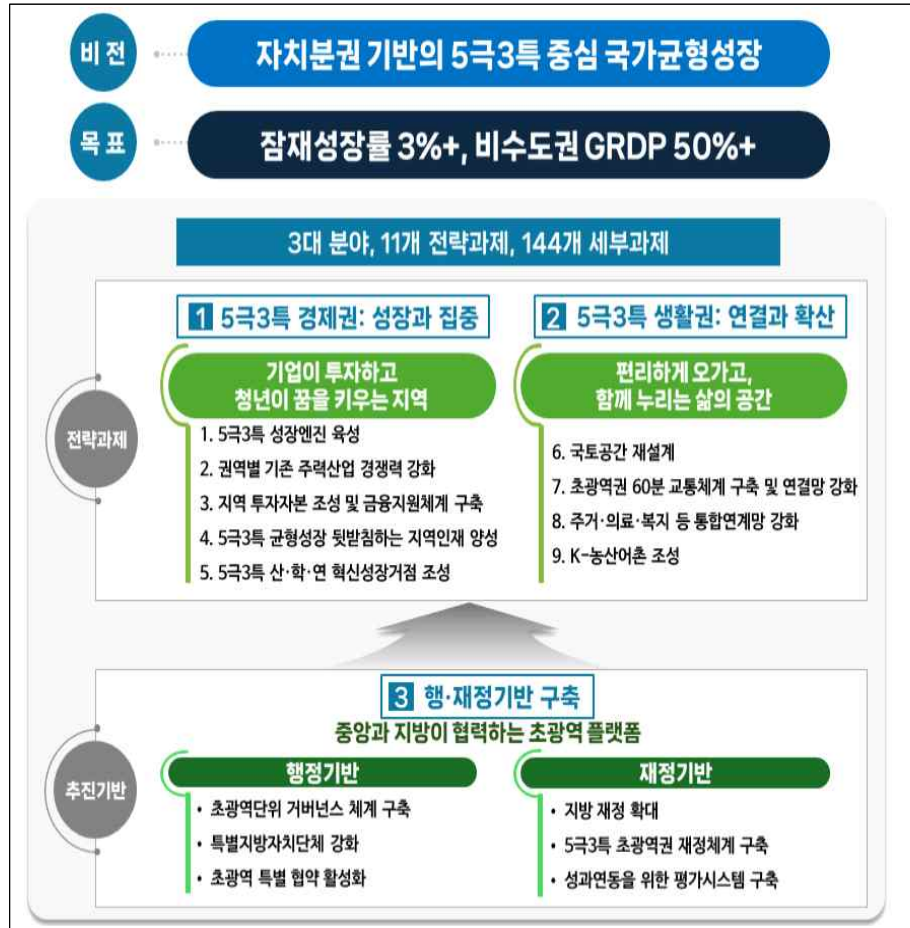 비전
자치분권 기반의 5극3특 중심 국가균형성장
목표
잠재성장률 3%+, 비수도권 GRDP 50%+
3대 분야, 11개 전략과제, 144개 세부과제
전략과제
1 5극3특 경제권: 성장과 집중
기업이 투자하고
청년이 꿈을 키우는 지역
1. 5극3특 성장엔진 육성
2. 권역별 기존 주력산업 경쟁력 강화
3. 지역 투자자본 조성 및 금융지원체계 구축
4. 5극3특 균형성장 뒷받침하는 지역인재 양성
5. 5극3특 산·학·연 혁신성장거점 조성
2 5극3특 생활권: 연결과 확산
편리하게 오가고,
함께 누리는 삶의 공간
6. 국토공간 재설계
7. 초광역권 60분 교통체계 구축 및 연결망 강화
8. 주거·의료·복지 등 통합연계망 강화
9. K-농산어촌 조성
추진기반
3 행·재정기반 구축
중앙과 지방이 협력하는 초광역 플랫폼
행정기반
• 초광역단위 거버넌스 체계 구축
• 특별지방자치단체 강화
• 초광역 특별 협약 활성화
재정기반
• 지방 재정 확대
• 5극3특 초광역권 재정체계 구축
• 성과연동을 위한 평가시스템 구축